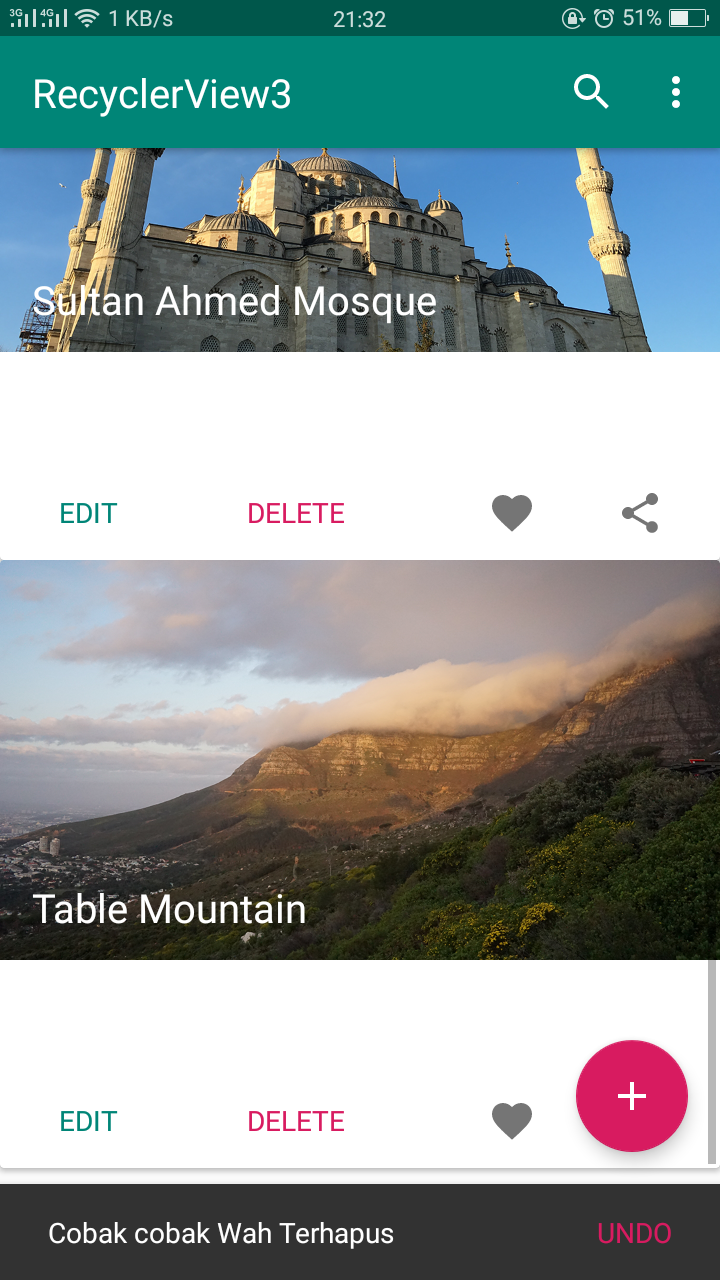 3G 4G 1 KB/s 21:32 51%
RecyclerView3
Sultan Ahmed Mosque
EDIT DELETE
Table Mountain
EDIT DELETE
Cobak cobak Wah Terhapus UNDO